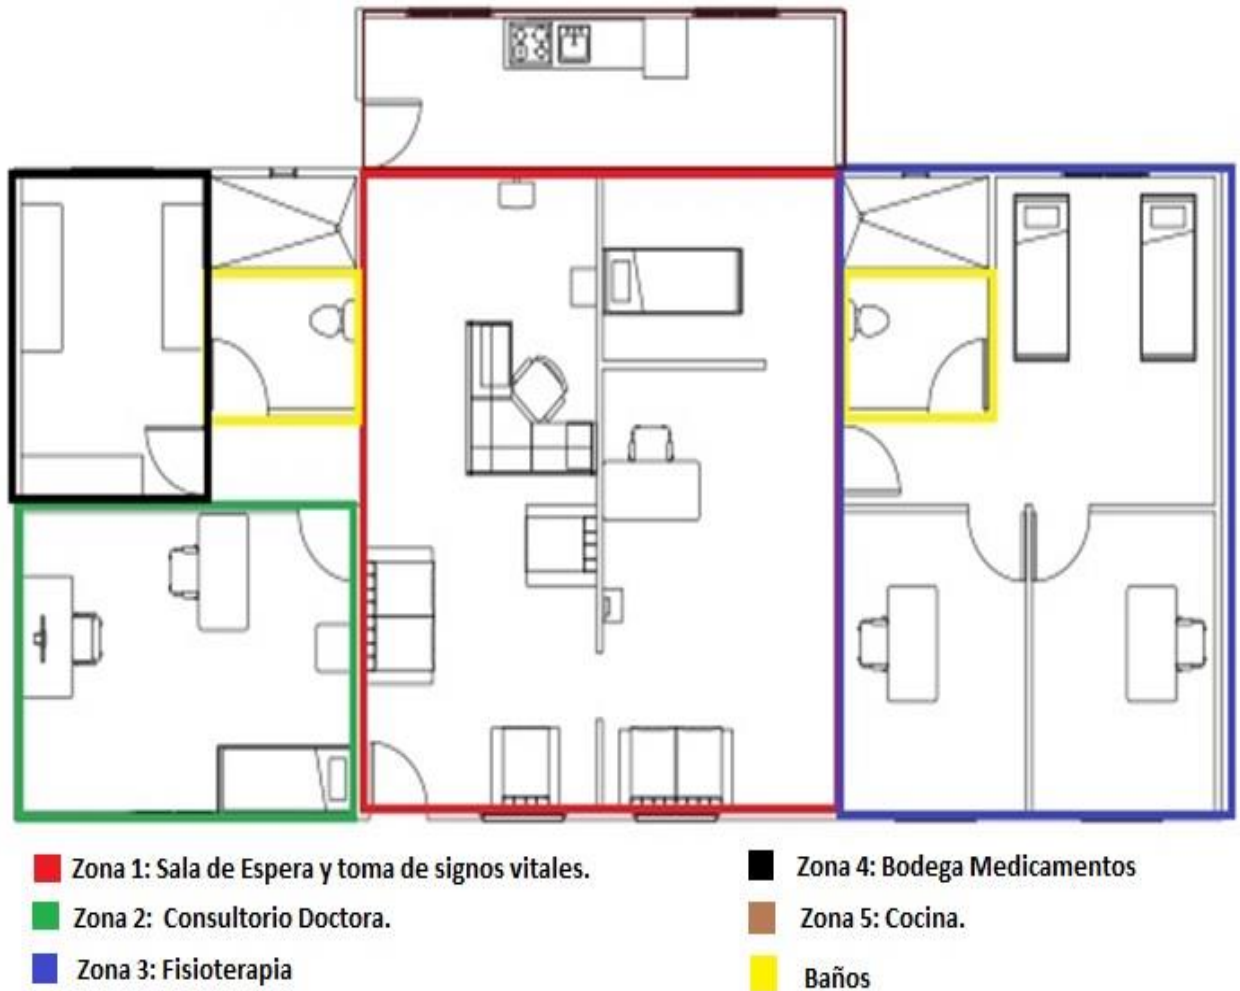 Zona 1: Sala de Espera y toma de signos vitales.
Zona 2: Consultorio Doctora.
Zona 3: Fisioterapia
Zona 4: Bodega Medicamentos
Zona 5: Cocina.
Baños